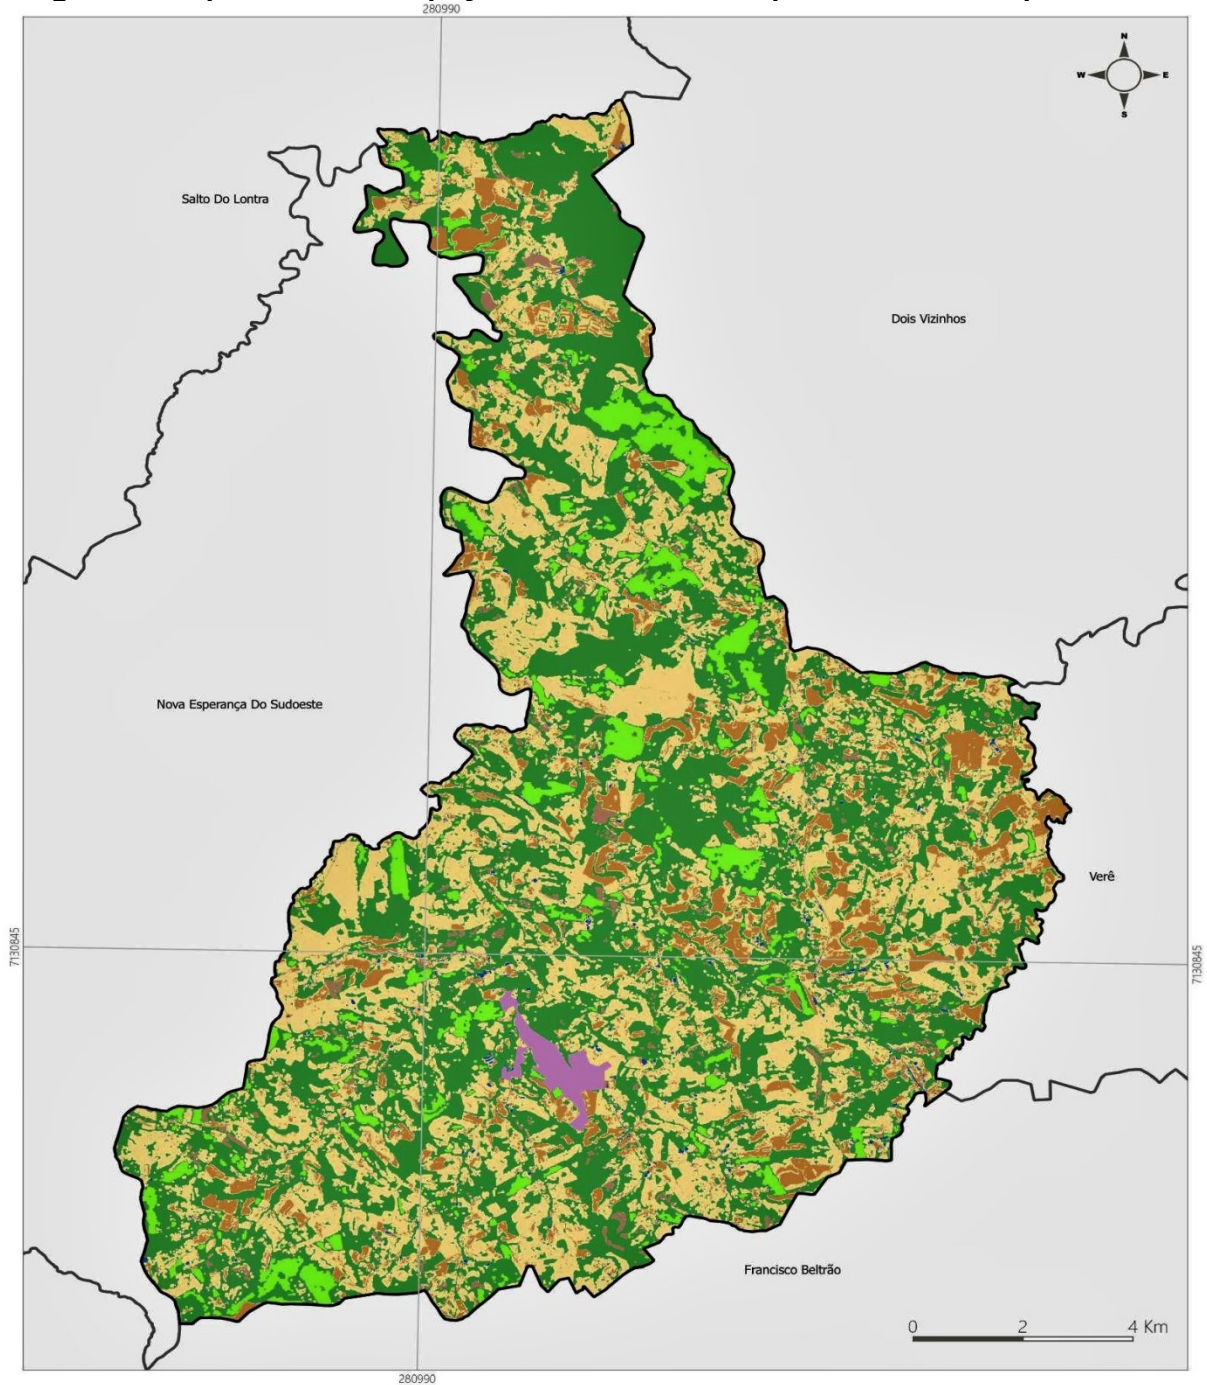 280990
N
W E
S
Salto Do Lontra
Dois Vizinhos
Nova Esperança Do Sudoeste
Verê
7130845
7130845
Francisco Beltrão
0 2 4 Km
280990